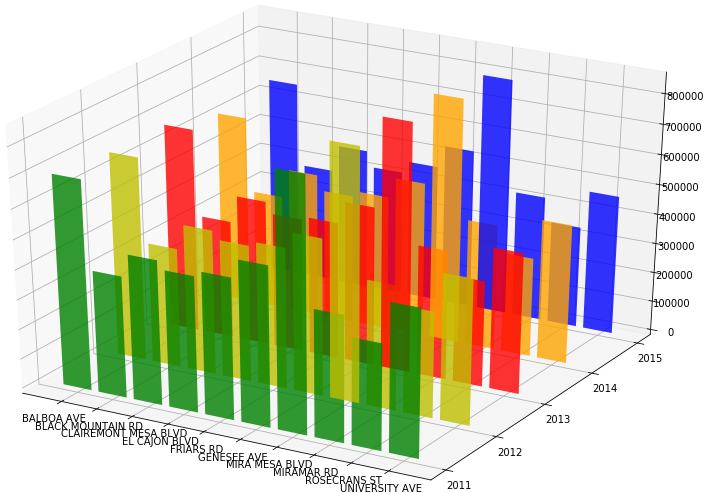 800000
700000
600000
500000
400000
300000
200000
100000
0
BALBOA AVE
BLACK MOUNTAIN RD
CLAIREMONT MESA BLVD
EL CAJON BLVD
FRIARS RD
GENESEE AVE
MIRA MESA BLVD
MIRAMAR RD
ROSECRANS ST
UNIVERSITY AVE
2011
2012
2013
2014
2015